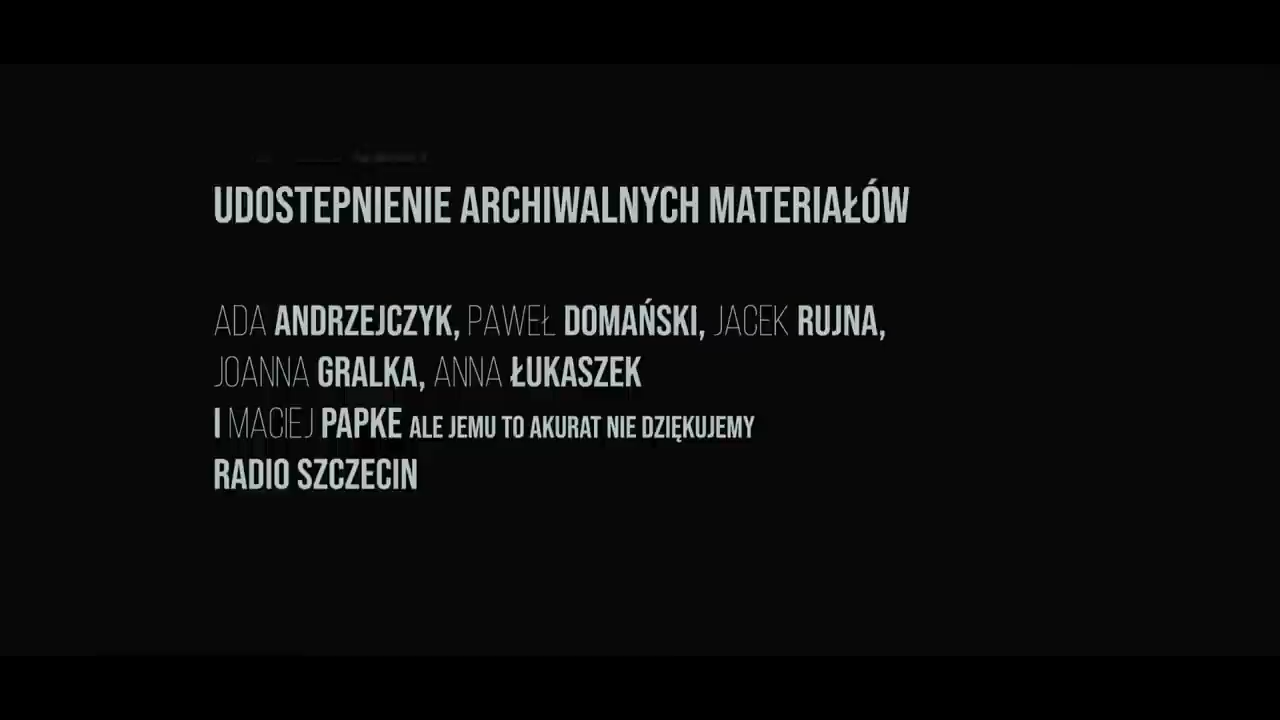 UDOSTEPNIENIE ARCHIWALNYCH MATERIAŁÓW
ADA ANDRZEJCZYK, PAWEŁ DOMAŃSKI, JACEK RUJNA,
JOANNA GRALKA, ANNA ŁUKASZEK
I MACIEJ PAPKE ALE JEMU TO AKURAT NIE DZIĘKUJEMY
RADIO SZCZECIN